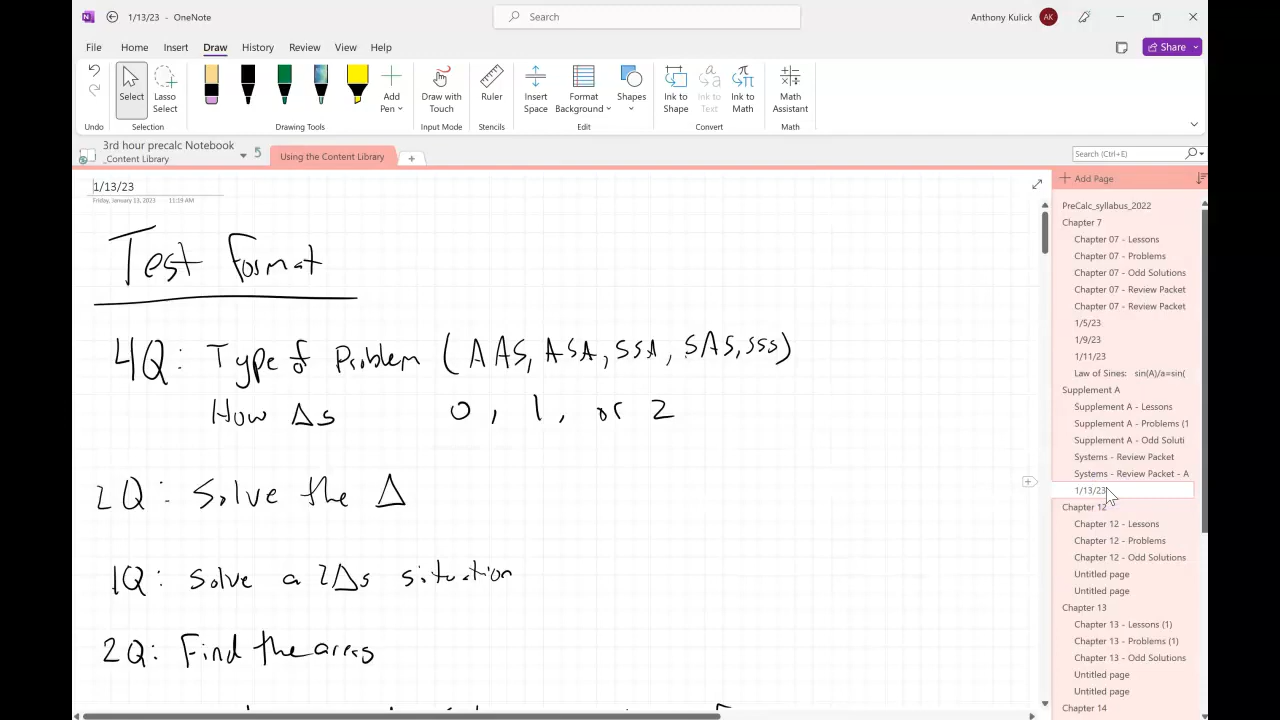 1/13/23 - OneNote
Search
Anthony Kulick
AK
File
Home
Insert
Draw
History
Review
View
Help
Share
Undo
Select
Lasso Select
Selection
Drawing Tools
Add Pen
Draw with Touch
Input Mode
Ruler
Stencils
Insert Space
Format Background
Shapes
Edit
Ink to Shape
Ink to Text
Ink to Math
Convert
Math Assistant
Math
3rd hour precalc Notebook
_Content Library
Using the Content Library
Search (Ctrl+E)
1/13/23
Friday, January 13, 2023 11:19 AM
Test Format
4Q: Type of Problem (AAS, ASA, SSA, SAS, SSS)
How Δs 0, 1, or 2
2Q: Solve the Δ
1Q: Solve a 2Δs situation
2Q: Find the areas
Add Page
PreCalc_syllabus_2022
Chapter 7
Chapter 07 - Lessons
Chapter 07 - Problems
Chapter 07 - Odd Solutions
Chapter 07 - Review Packet
Chapter 07 - Review Packet
1/5/23
1/9/23
1/11/23
Law of Sines: sin(A)/a=sin(
Supplement A
Supplement A - Lessons
Supplement A - Problems (1
Supplement A - Odd Soluti
Systems - Review Packet
Systems - Review Packet - A
1/13/23
Chapter 12
Chapter 12 - Lessons
Chapter 12 - Problems
Chapter 12 - Odd Solutions
Untitled page
Untitled page
Chapter 13
Chapter 13 - Lessons (1)
Chapter 13 - Problems (1)
Chapter 13 - Odd Solutions
Untitled page
Untitled page
Chapter 14